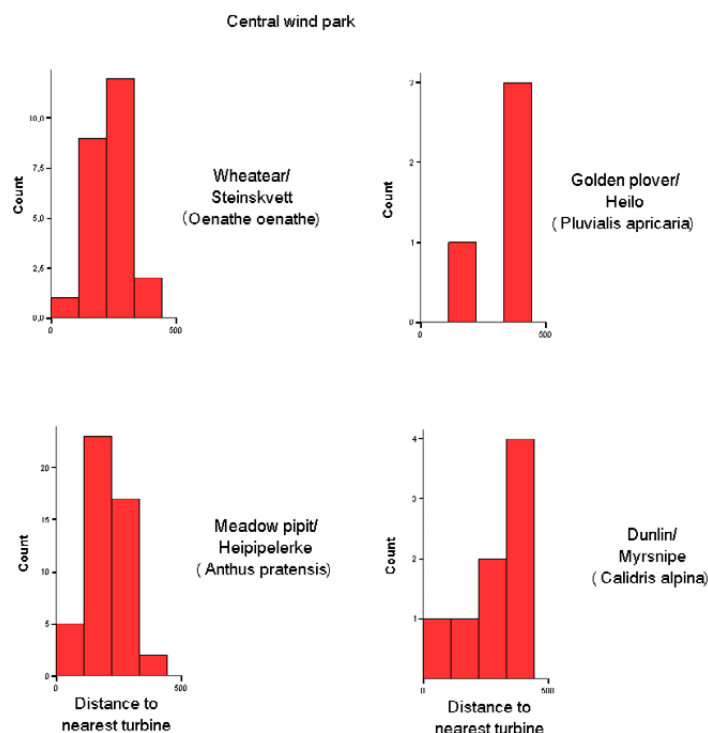 Central wind park
10,0
7,5
5,0
2,5
0,0
Count
0
500
Wheatear/
Steinskvett
(Oenathe oenathe)
3
2
1
0
Count
0
500
Golden plover/
Heilo
( Pluvialis apricaria)
20
15
10
5
0
Count
0
500
Distance to
nearest turbine
Meadow pipit/
Heipipelerke
( Anthus pratensis)
4
3
2
1
Count
0
500
Distance to
nearest turbine
Dunlin/
Myrsnipe
( Calidris alpina)